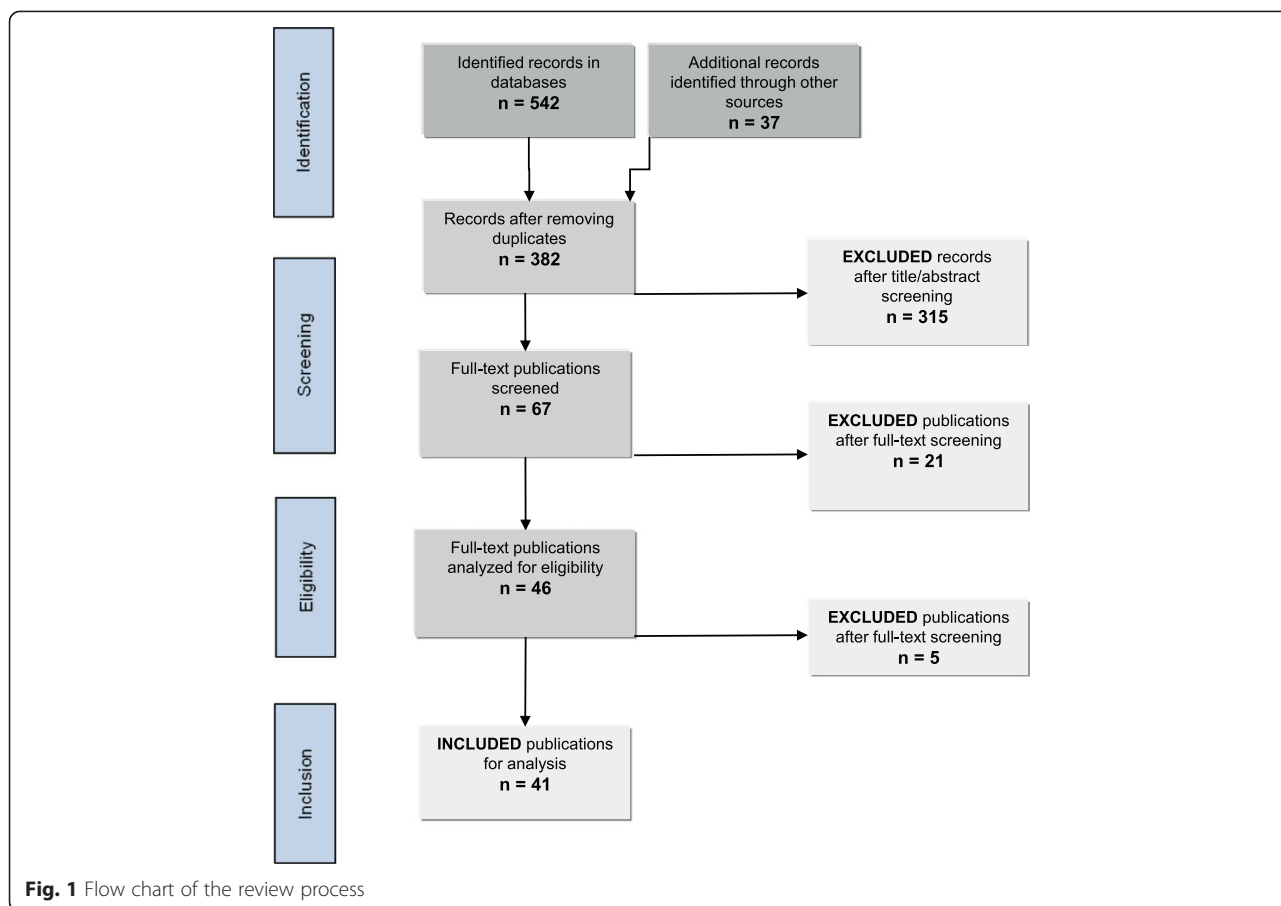 Identification
Identified records in
databases
n = 542
Additional records
identified through other
sources
n = 37
Records after removing
duplicates
n = 382
Screening
EXCLUDED records
after title/abstract
screening
n = 315
Full-text publications
screened
n = 67
EXCLUDED publications
after full-text screening
n = 21
Eligibility
Full-text publications
analyzed for eligibility
n = 46
EXCLUDED publications
after full-text screening
n = 5
Inclusion
INCLUDED publications
for analysis
n = 41
Fig. 1 Flow chart of the review process